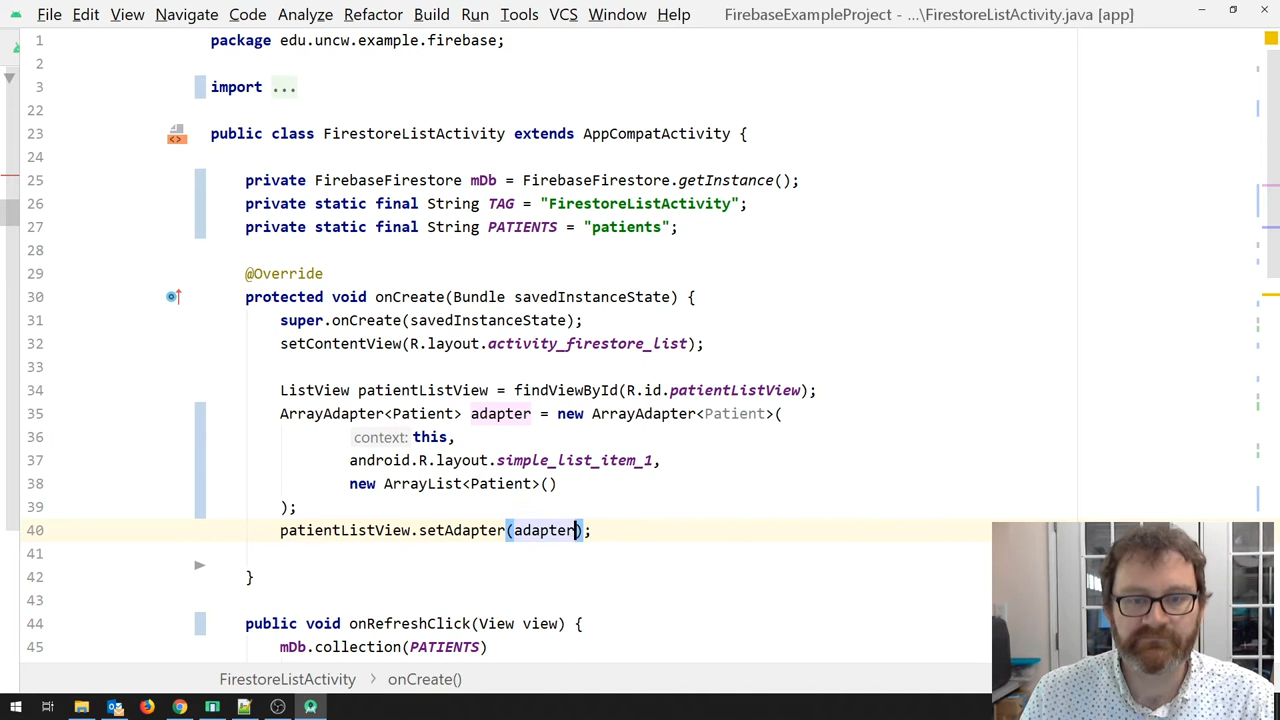 File Edit View Navigate Code Analyze Refactor Build Run Tools VCS Window Help FirebaseExampleProject - ...\FirestoreListActivity.java [app]
1 package edu.uncw.example.firebase;
2
3 import ...
22
23 public class FirestoreListActivity extends AppCompatActivity {
24
25 private FirebaseFirestore mDb = FirebaseFirestore.getInstance();
26 private static final String TAG = "FirestoreListActivity";
27 private static final String PATIENTS = "patients";
28
29 @Override
30 protected void onCreate(Bundle savedInstanceState) {
31 super.onCreate(savedInstanceState);
32 setContentView(R.layout.activity_firestore_list);
33
34 ListView patientListView = findViewById(R.id.patientListView);
35 ArrayAdapter<Patient> adapter = new ArrayAdapter<Patient>(
36 context: this,
37 android.R.layout.simple_list_item_1,
38 new ArrayList<Patient>()
39 );
40 patientListView.setAdapter(adapter);
41
42 }
43
44 public void onRefreshClick(View view) {
45 mDb.collection(PATIENTS)
FirestoreListActivity > onCreate()